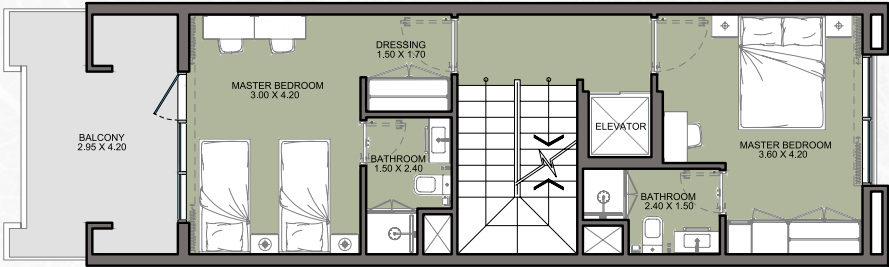 BALCONY
2.95 X 4.20
MASTER BEDROOM
3.00 X 4.20
DRESSING
1.50 X 1.70
BATHROOM
1.50 X 2.40
ELEVATOR
MASTER BEDROOM
3.60 X 4.20
BATHROOM
2.40 X 1.50